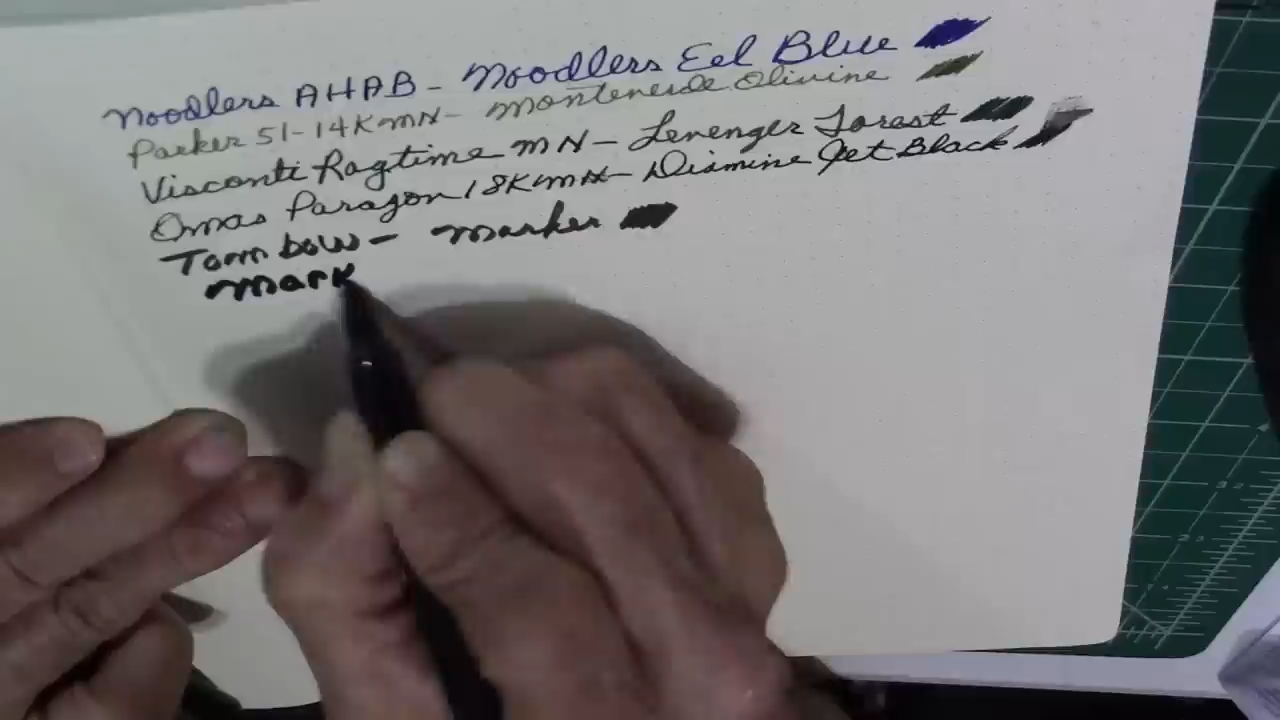 Noodlers AHAB - Noodlers Eel Blue
Parker 51-14K MN- Monteverde Olivine
Visconti Ragtime MN - Levenger Forest
Omas Paragon 18K MN- Diamine Jet Black
Tombow - Marker
Mark